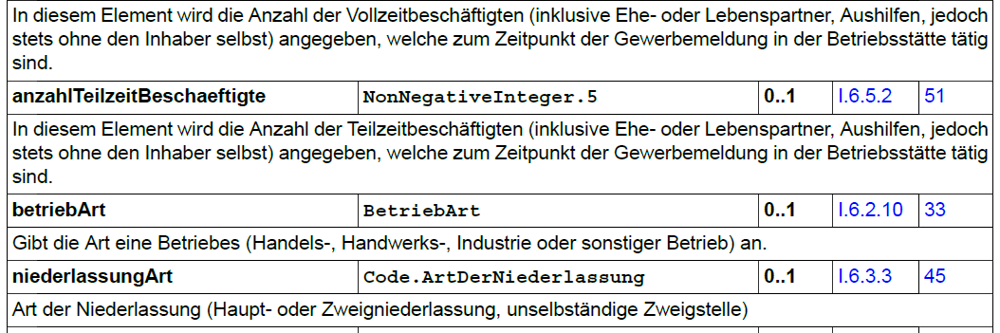 In diesem Element wird die Anzahl der Vollzeitbeschäftigten (inklusive Ehe- oder Lebenspartner, Aushilfen, jedoch
stets ohne den Inhaber selbst) angegeben, welche zum Zeitpunkt der Gewerbemeldung in der Betriebsstätte tätig
sind.
anzahlTeilzeitBeschaeftigte NonNegativeInteger.5 0..1 I.6.5.2 51
In diesem Element wird die Anzahl der Teilzeitbeschäftigten (inklusive Ehe- oder Lebenspartner, Aushilfen, jedoch
stets ohne den Inhaber selbst) angegeben, welche zum Zeitpunkt der Gewerbemeldung in der Betriebsstätte tätig
sind.
betriebArt BetriebArt 0..1 I.6.2.10 33
Gibt die Art eine Betriebes (Handels-, Handwerks-, Industrie oder sonstiger Betrieb) an.
niederlassungArt Code.ArtDerNiederlassung 0..1 I.6.3.3 45
Art der Niederlassung (Haupt- oder Zweigniederlassung, unselbständige Zweigstelle)